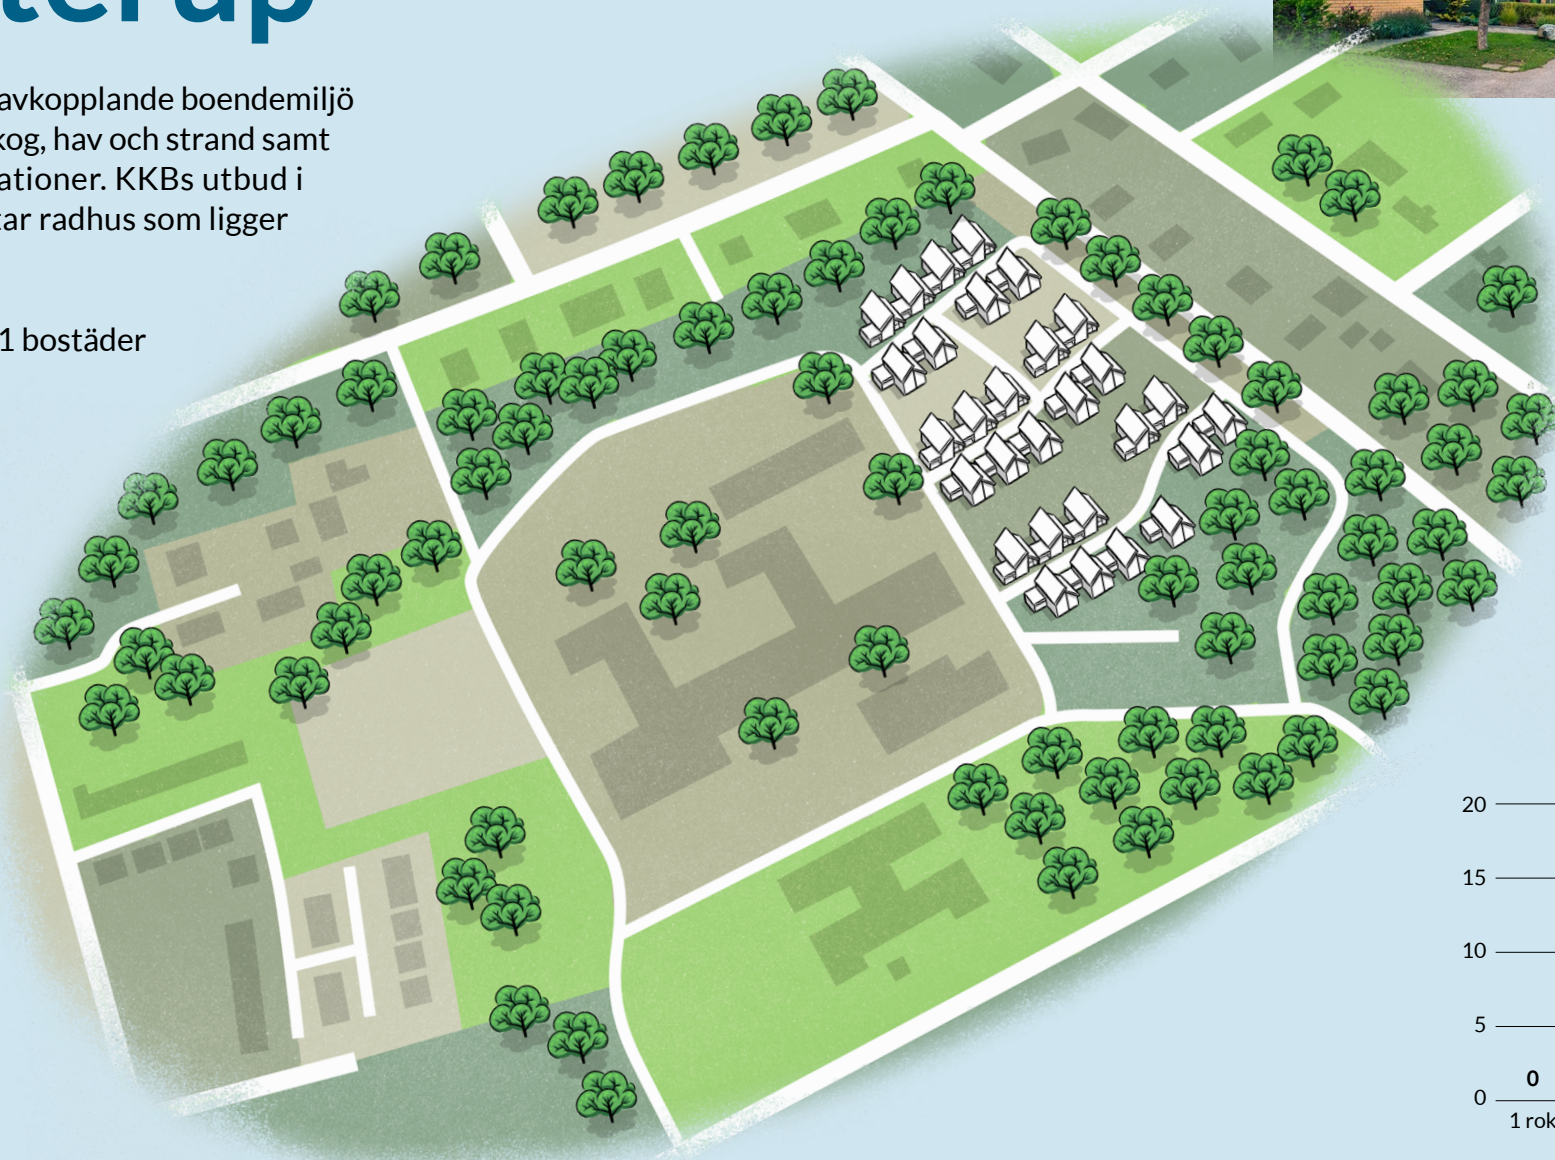 terap
avkopplande boendemiljö
kog, hav och strand samt
ationer. KKBs utbud i
tar radhus som ligger
1 bostäder
20
15
10
5
0
0
1 rok